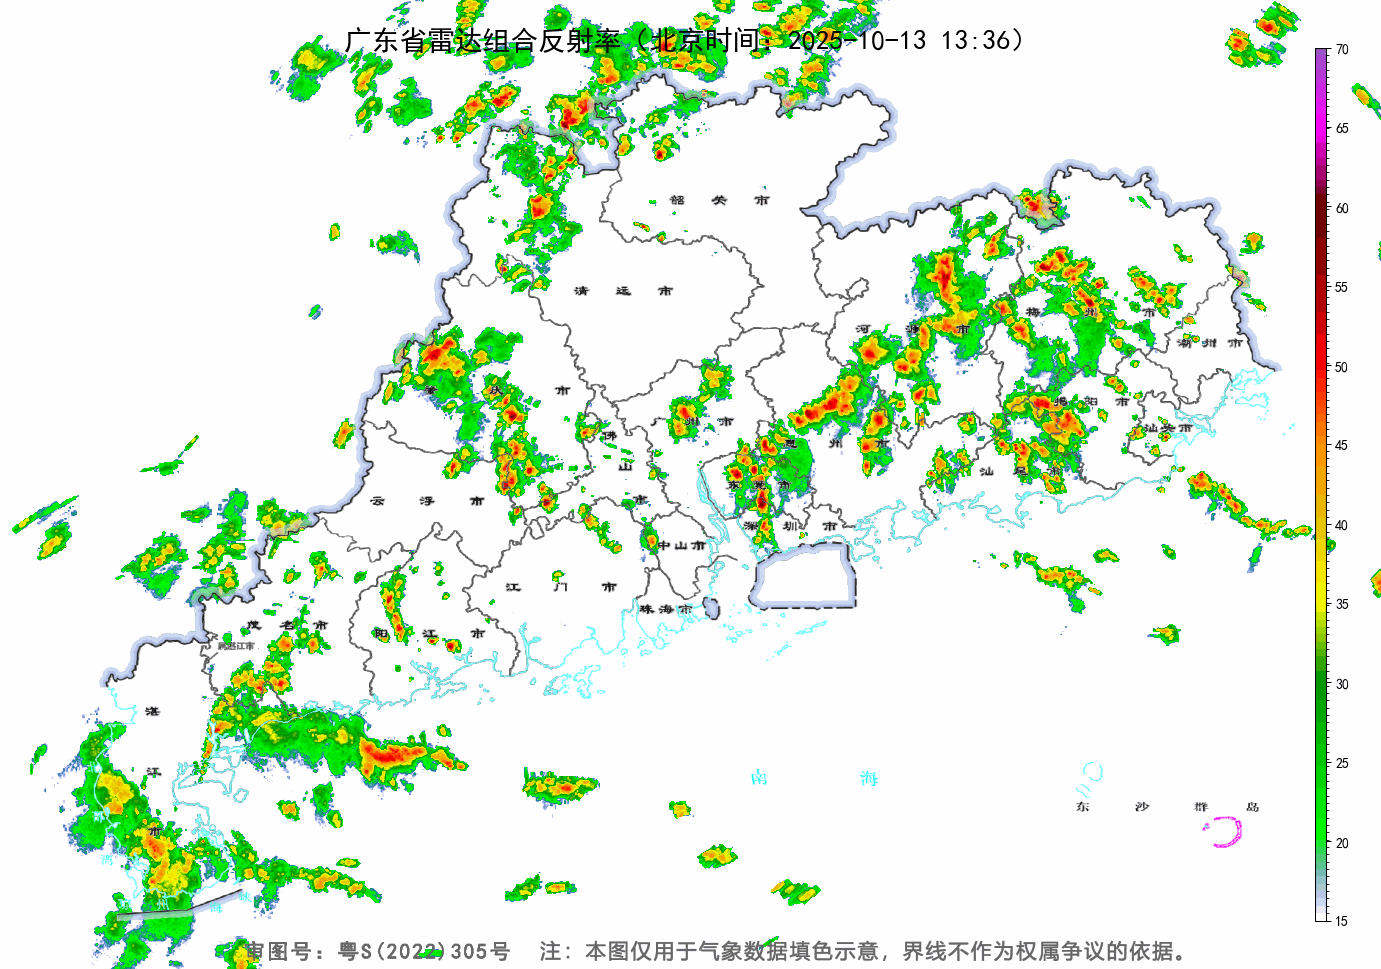 广东省雷达组合反射率（北京时间：2025-10-13 13:36）
70
65
60
55
50
45
40
35
30
25
20
15
韶关市
清远市
河源市
梅州市
潮州市
肇庆市
揭阳市
汕头市
广州市
惠州市
佛山市
汕尾市
云浮市
东莞市
深圳市
中山市
江门市
珠海市
茂名市
阳江市
湛江市
南海
东沙群岛
审图号：粤S(2022)305号 注：本图仅用于气象数据填色示意，界线不作为权属争议的依据。